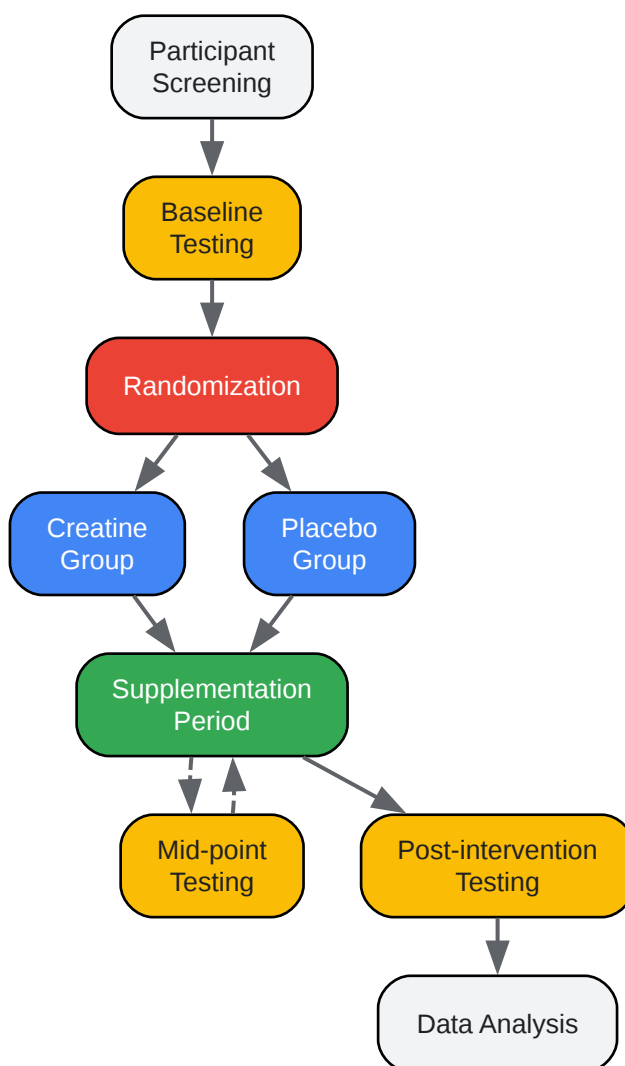 Participant
Screening
Baseline
Testing
Randomization
Creatine
Group
Placebo
Group
Supplementation
Period
Mid-point
Testing
Post-intervention
Testing
Data Analysis